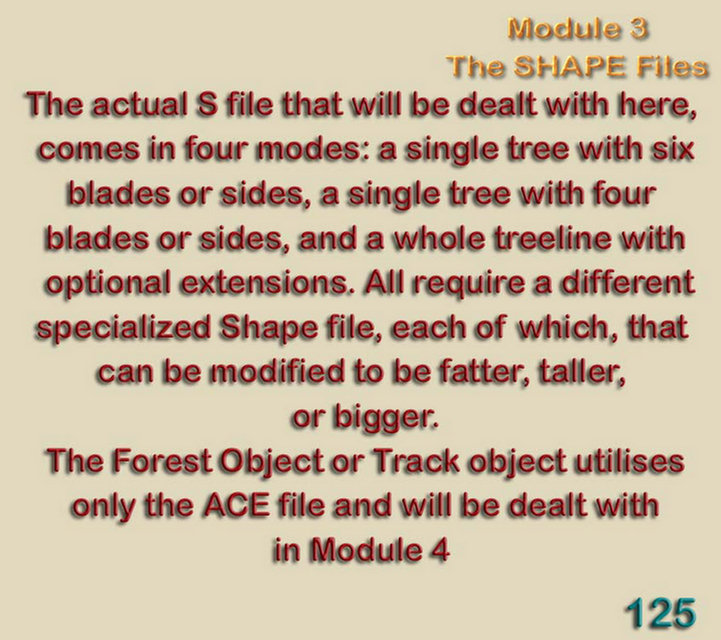 Module 3
The SHAPE Files
The actual S file that will be dealt with here,
comes in four modes: a single tree with six
blades or sides, a single tree with four
blades or sides, and a whole treeline with
optional extensions. All require a different
specialized Shape file, each of which, that
can be modified to be fatter, taller,
or bigger.
The Forest Object or Track object utilises
only the ACE file and will be dealt with
in Module 4
125